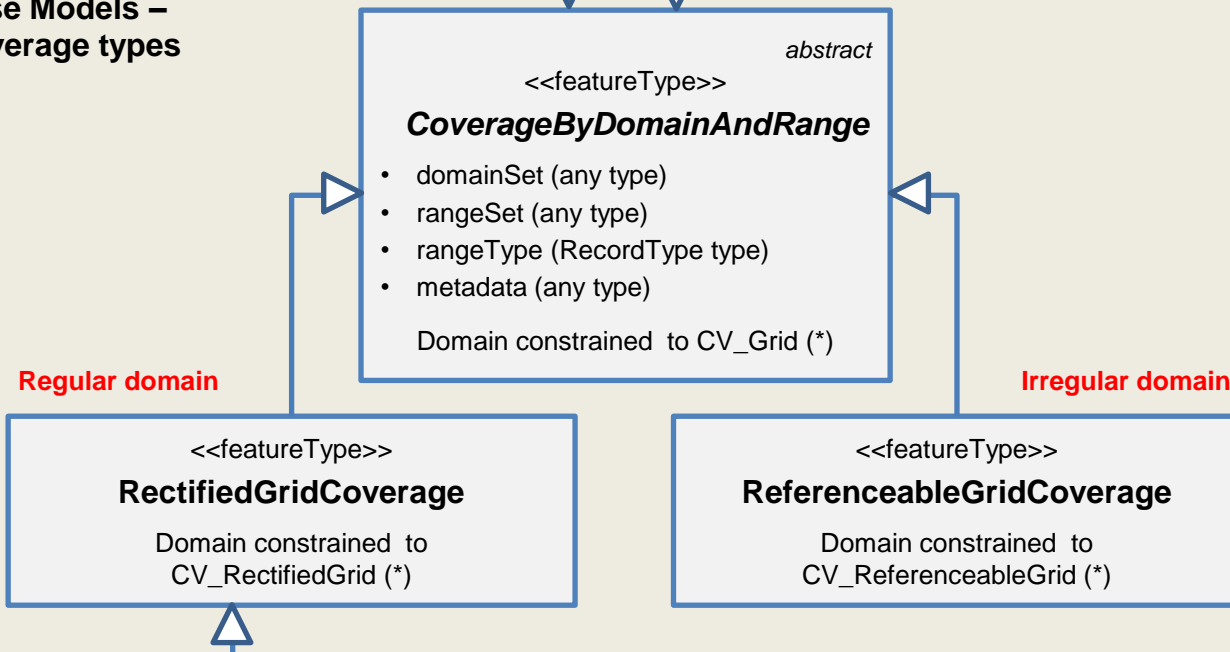 se Models –
verage types
abstract
<<featureType>>
CoverageByDomainAndRange
• domainSet (any type)
• rangeSet (any type)
• rangeType (RecordType type)
• metadata (any type)
Domain constrained  to CV_Grid (*)
Regular domain
Irregular domain
<<featureType>>
RectifiedGridCoverage
Domain constrained  to
CV_RectifiedGrid (*)
<<featureType>>
ReferenceableGridCoverage
Domain constrained  to
CV_ReferenceableGrid (*)